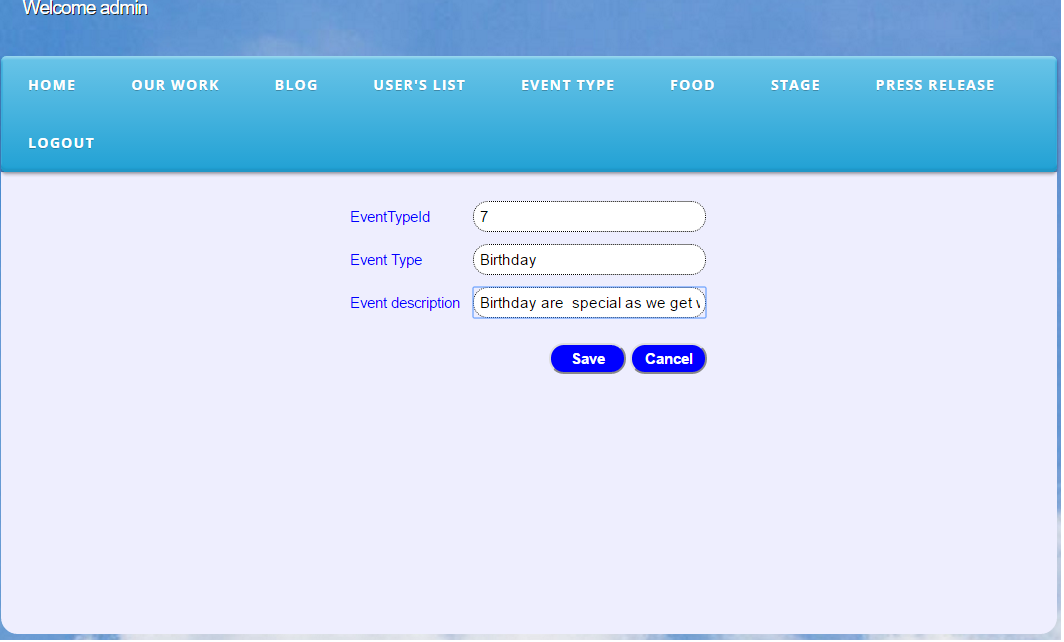 Welcome admin
HOME OUR WORK BLOG USER'S LIST EVENT TYPE FOOD STAGE PRESS RELEASE
LOGOUT
EventTypeId 7
Event Type Birthday
Event description Birthday are  special as we get
Save Cancel